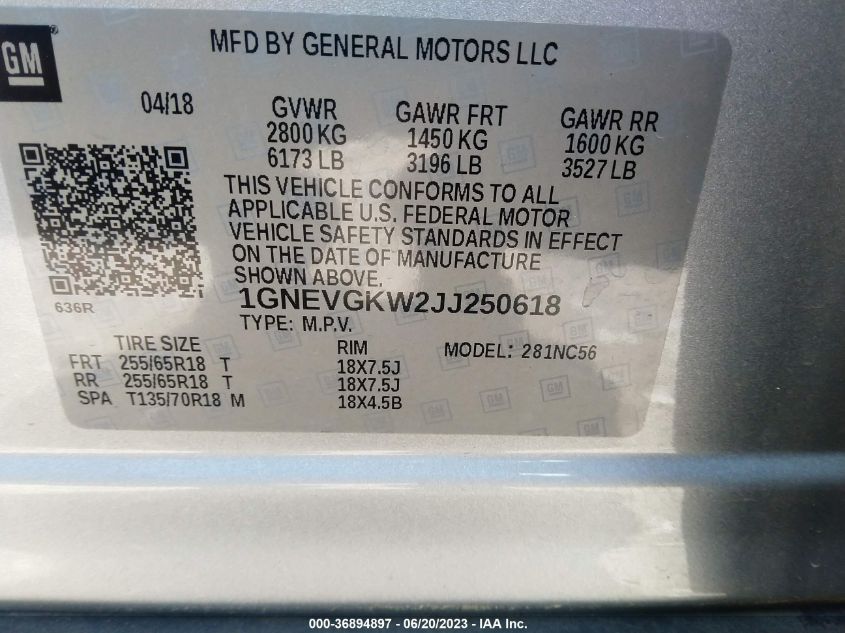 GM
MFD BY GENERAL MOTORS LLC
04/18 GVWR GAWR FRT GAWR RR
2800 KG 1450 KG 1600 KG
6173 LB 3196 LB 3527 LB
THIS VEHICLE CONFORMS TO ALL
APPLICABLE U.S. FEDERAL MOTOR
VEHICLE SAFETY STANDARDS IN EFFECT
ON THE DATE OF MANUFACTURE
SHOWN ABOVE.
636R
1GNEVGKW2JJ250618
TYPE: M.P.V.
TIRE SIZE RIM MODEL: 281NC56
FRT 255/65R18 T 18X7.5J
RR 255/65R18 T 18X7.5J
SPA T135/70R18 M 18X4.5B
000-36894897 - 06/20/2023 - IAA Inc.